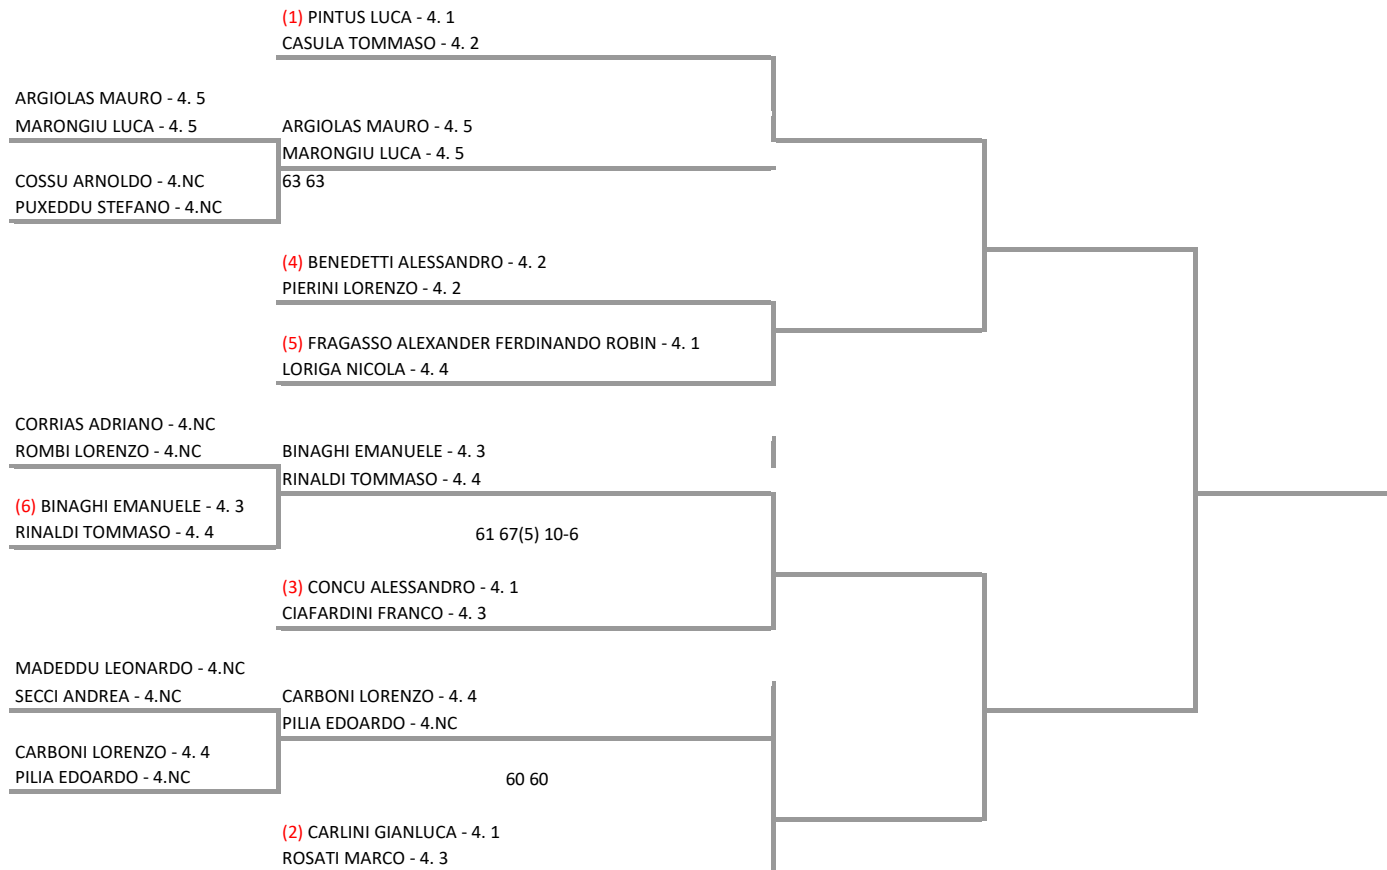 (1) PINTUS LUCA - 4. 1
CASULA TOMMASO - 4. 2
ARGIOLAS MAURO - 4. 5
MARONGIU LUCA - 4. 5
ARGIOLAS MAURO - 4. 5
MARONGIU LUCA - 4. 5
COSSU ARNOLDO - 4.NC
PUXEDDU STEFANO - 4.NC
63 63
(4) BENEDETTI ALESSANDRO - 4. 2
PIERINI LORENZO - 4. 2
(5) FRAGASSO ALEXANDER FERDINANDO ROBIN - 4. 1
LORIGA NICOLA - 4. 4
CORRIAS ADRIANO - 4.NC
ROMBI LORENZO - 4.NC
BINAGHI EMANUELE - 4. 3
RINALDI TOMMASO - 4. 4
(6) BINAGHI EMANUELE - 4. 3
RINALDI TOMMASO - 4. 4
61 67(5) 10-6
(3) CONCU ALESSANDRO - 4. 1
CIAFARDINI FRANCO - 4. 3
MADEDDU LEONARDO - 4.NC
SECCI ANDREA - 4.NC
CARBONI LORENZO - 4. 4
PILIA EDOARDO - 4.NC
CARBONI LORENZO - 4. 4
PILIA EDOARDO - 4.NC
60 60
(2) CARLINI GIANLUCA - 4. 1
ROSATI MARCO - 4. 3